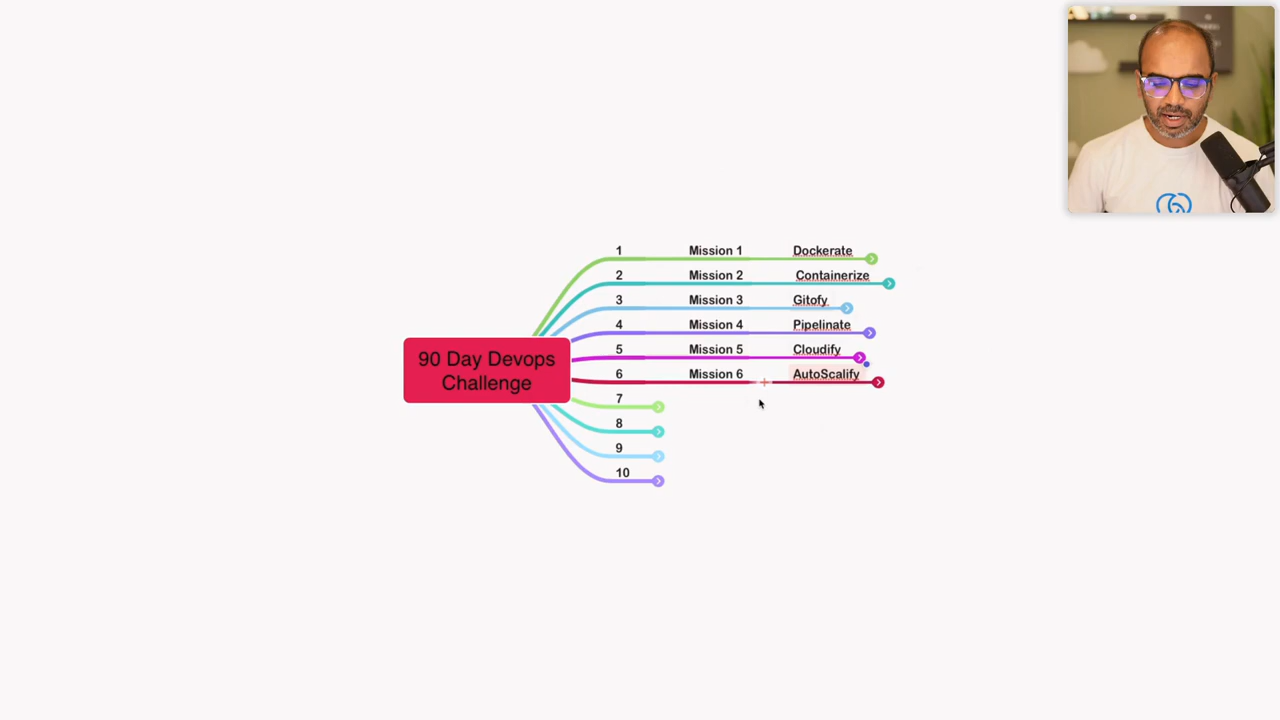 1 Mission 1 Dockerate
2 Mission 2 Containerize
3 Mission 3 Gitofy
4 Mission 4 Pipelinate
90 Day Devops
Challenge
5 Mission 5 Cloudify
6 Mission 6 AutoScalify
7
8
9
10